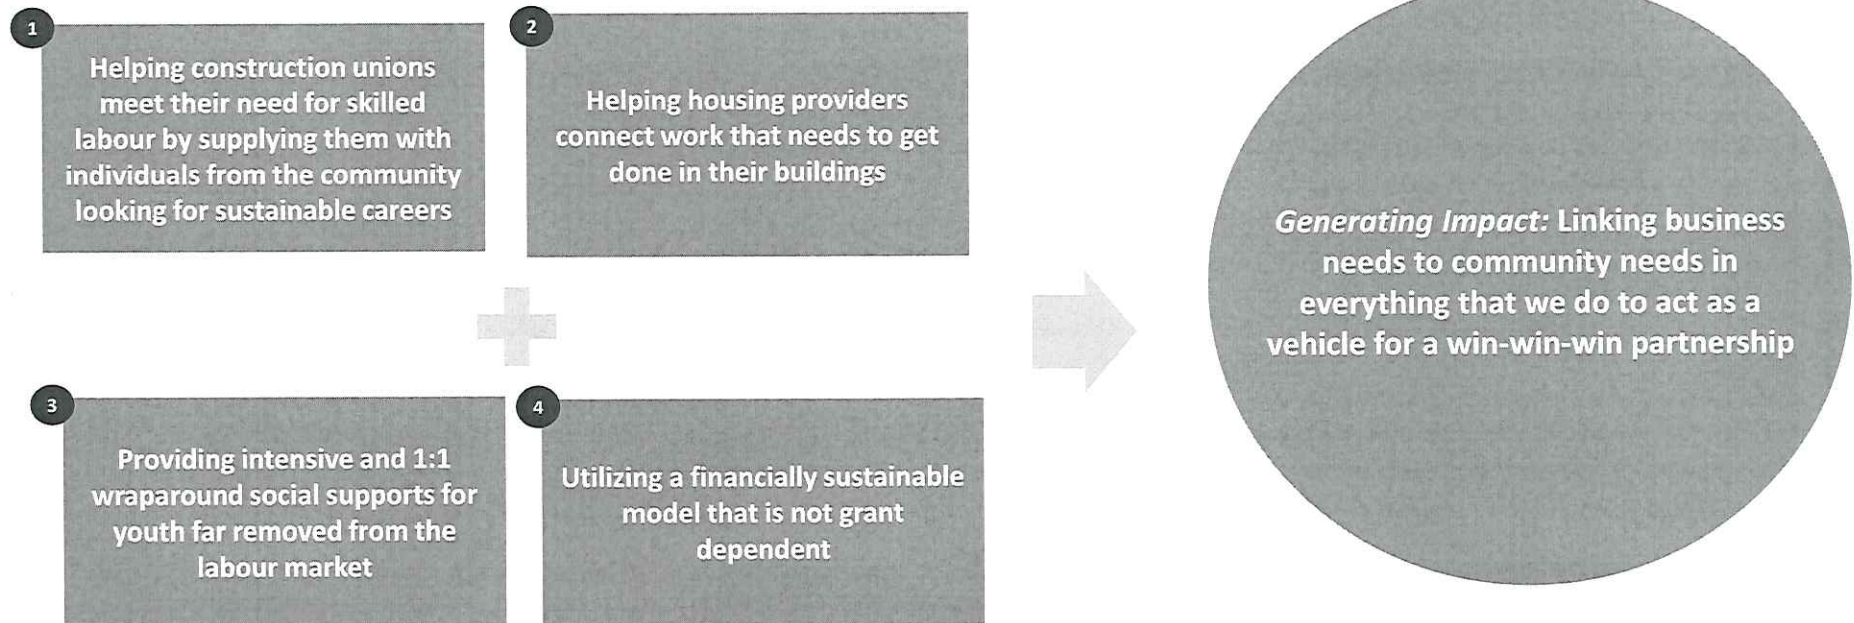 1
Helping construction unions
meet their need for skilled
labour by supplying them with
individuals from the community
looking for sustainable careers
2
Helping housing providers
connect work that needs to get
done in their buildings
3
Providing intensive and 1:1
wraparound social supports for
youth far removed from the
labour market
4
Utilizing a financially sustainable
model that is not grant
dependent
Generating Impact: Linking business
needs to community needs in
everything that we do to act as a
vehicle for a win-win-win partnership